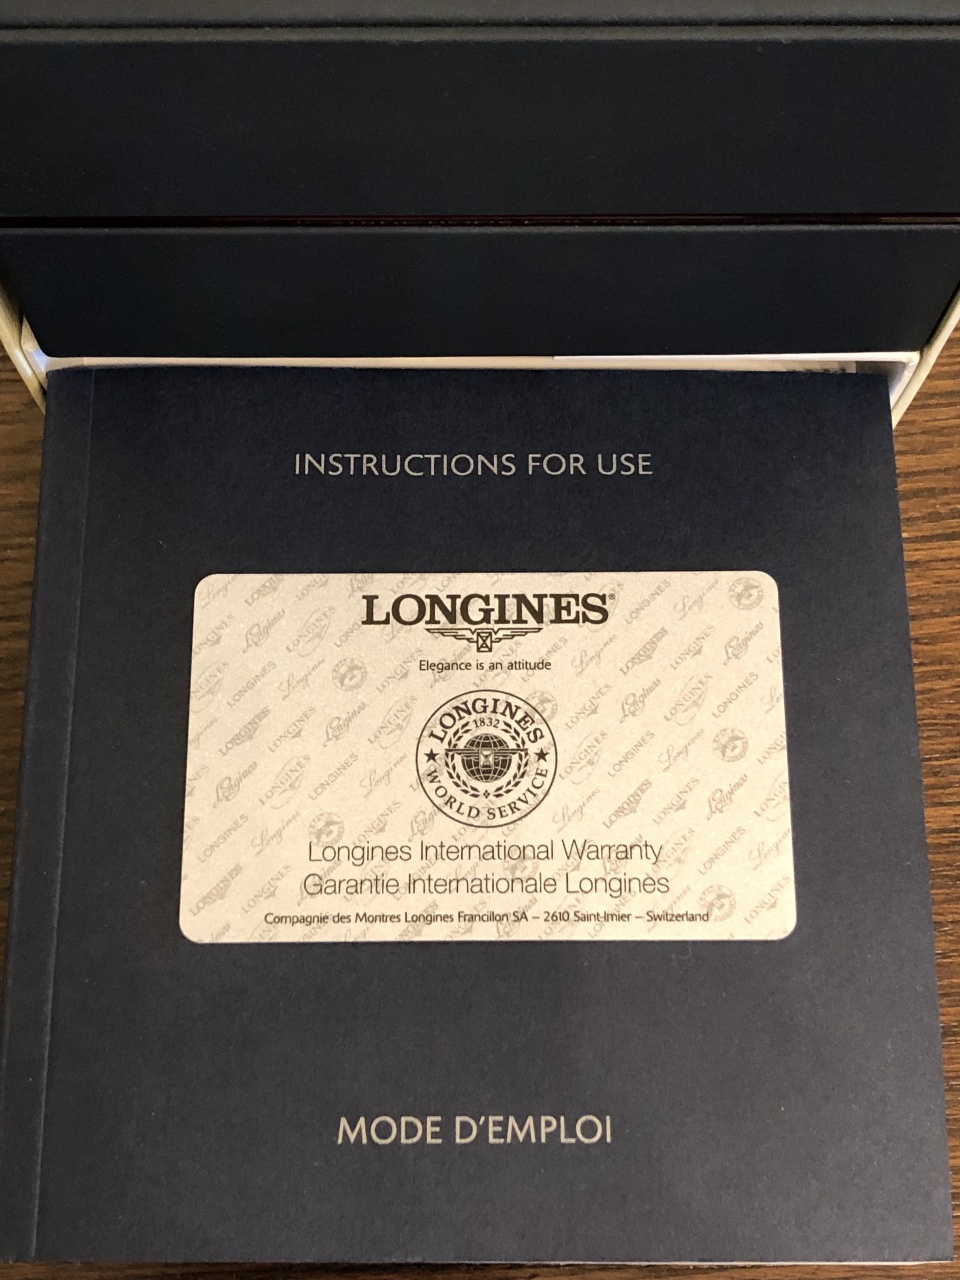 INSTRUCTIONS FOR USE
LONGINES®
Elegance is an attitude
LONGINES
1832
WORLD SERVICE
Longines International Warranty
Garantie Internationale Longines
Compagnie des Montres Longines Francillon SA – 2610 Saint-Imier – Switzerland
MODE D'EMPLOI